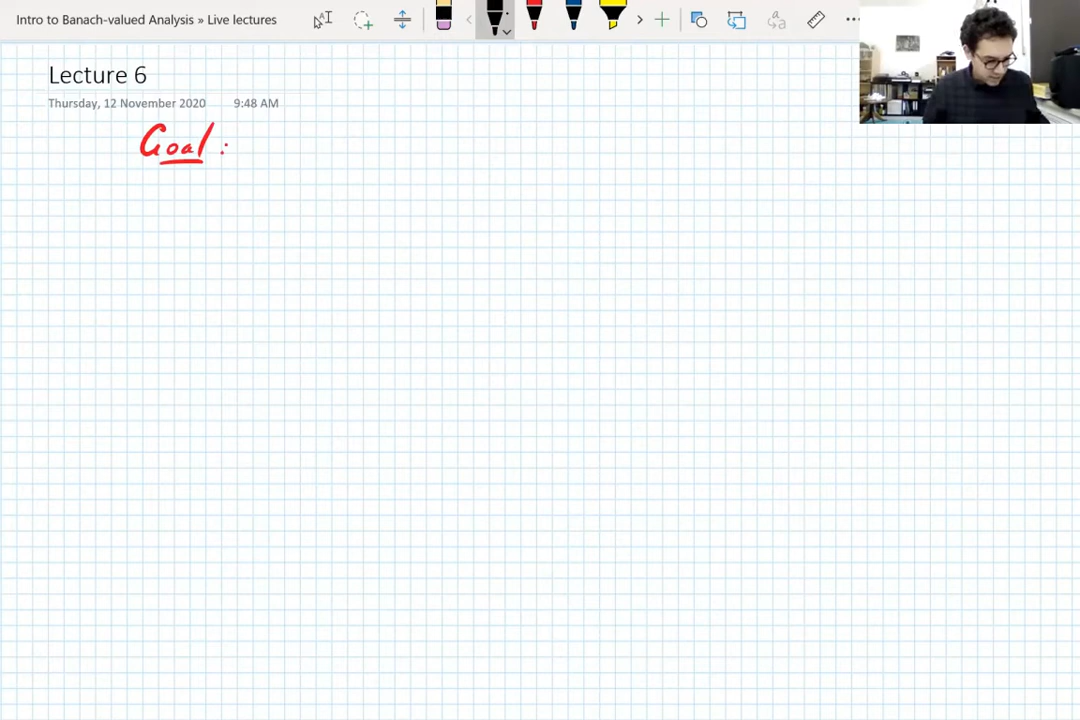 Intro to Banach-valued Analysis » Live lectures
Lecture 6
Thursday, 12 November 2020 9:48 AM
Goal: